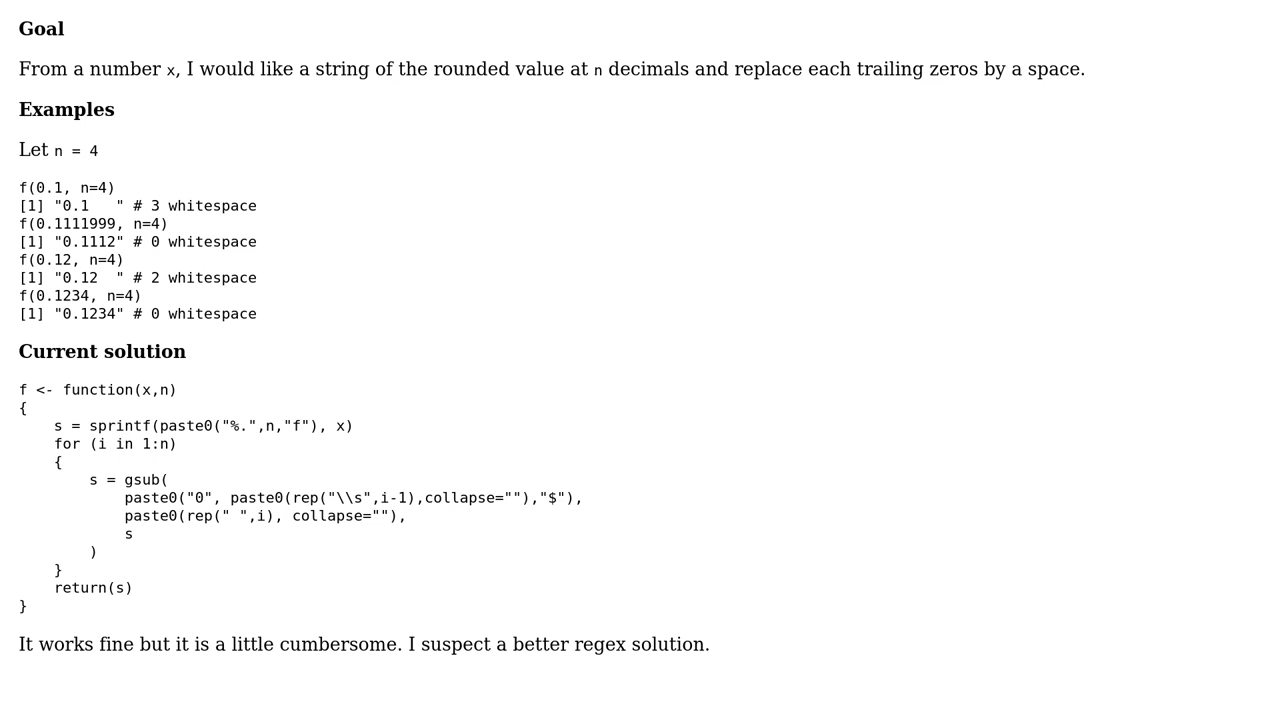 Goal
From a number x, I would like a string of the rounded value at n decimals and replace each trailing zeros by a space.
Examples
Let n = 4
f(0.1, n=4)
[1] "0.1   " # 3 whitespace
f(0.1111999, n=4)
[1] "0.1112" # 0 whitespace
f(0.12, n=4)
[1] "0.12  " # 2 whitespace
f(0.1234, n=4)
[1] "0.1234" # 0 whitespace
Current solution
f <- function(x,n)
{
    s = sprintf(paste0("%.",n,"f"), x)
    for (i in 1:n)
    {
        s = gsub(
            paste0("0", paste0(rep("\\s",i-1),collapse=""),"$"),
            paste0(rep(" ",i), collapse=""),
            s
        )
    }
    return(s)
}
It works fine but it is a little cumbersome. I suspect a better regex solution.